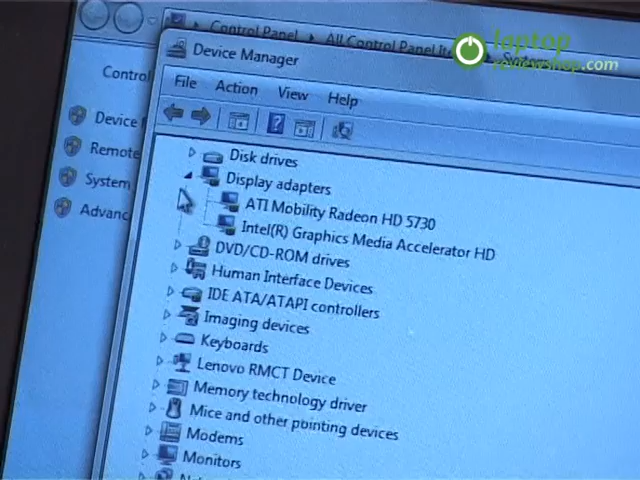 Control Panel ▸ All Control Panel It
laptop
reviewshop.com
Device Manager
Control
File Action View Help
Device
Remote
System
Advanc
Disk drives
Display adapters
ATI Mobility Radeon HD 5730
Intel(R) Graphics Media Accelerator HD
DVD/CD-ROM drives
Human Interface Devices
IDE ATA/ATAPI controllers
Imaging devices
Keyboards
Lenovo RMCT Device
Memory technology driver
Mice and other pointing devices
Modems
Monitors